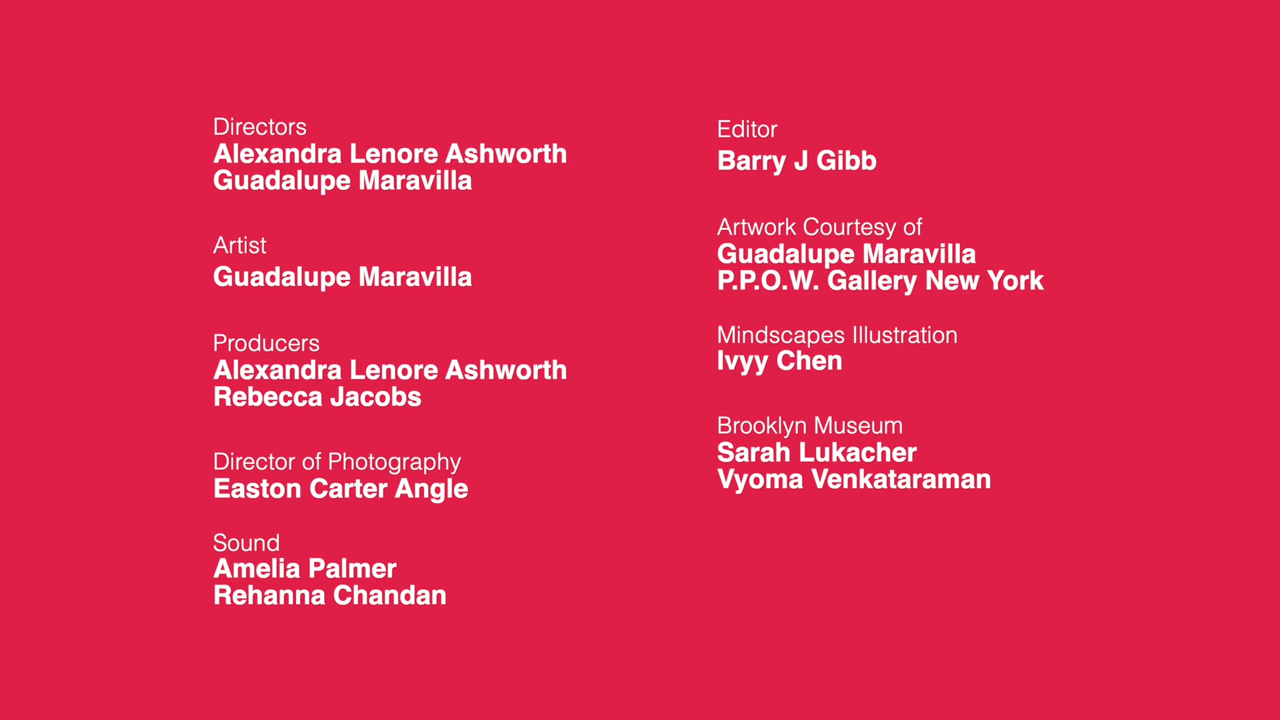 Directors
Alexandra Lenore Ashworth
Guadalupe Maravilla
Artist
Guadalupe Maravilla
Producers
Alexandra Lenore Ashworth
Rebecca Jacobs
Director of Photography
Easton Carter Angle
Sound
Amelia Palmer
Rehanna Chandan
Editor
Barry J Gibb
Artwork Courtesy of
Guadalupe Maravilla
P.P.O.W. Gallery New York
Mindscapes Illustration
Ivyy Chen
Brooklyn Museum
Sarah Lukacher
Vyoma Venkataraman